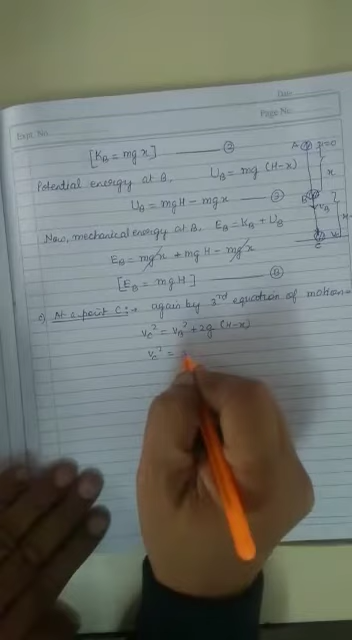 Date
Expt. No.
Page No.
[K_B = mgx] ——— ②
A u=0
Potential energy at B, U_B = mg (H-x)
x
U_B = mgH - mgx ——— ③
B
V_B
Now, mechanical energy at B, E_B = K_B + U_B
E_B = mgx + mgH - mgx
C
[E_B = mgH] ——— Ⓑ
c) At a point C:→ again by 3rd equation of motion-
v_C² = v_B² + 2g (H-x)
v_C² =